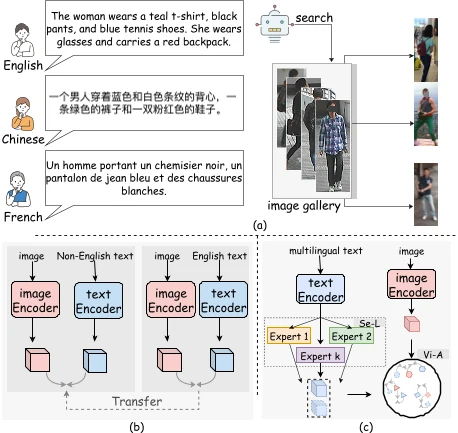 The woman wears a teal t-shirt, black
pants, and blue tennis shoes. She wears
glasses and carries a red backpack.
English
一个男人穿着蓝色和白色条纹的背心，一
条绿色的裤子和一双粉红色的鞋子。
Chinese
Un homme portant un chemisier noir, un
pantalon de jean bleu et des chaussures
blanches.
French
search
image gallery
(a)
image Non-English text
image Encoder
text Encoder
image English text
image Encoder
text Encoder
Transfer
(b)
multilingual text
text Encoder
Se-L
Expert 1
Expert 2
Expert k
image
image Encoder
Vi-A
(c)